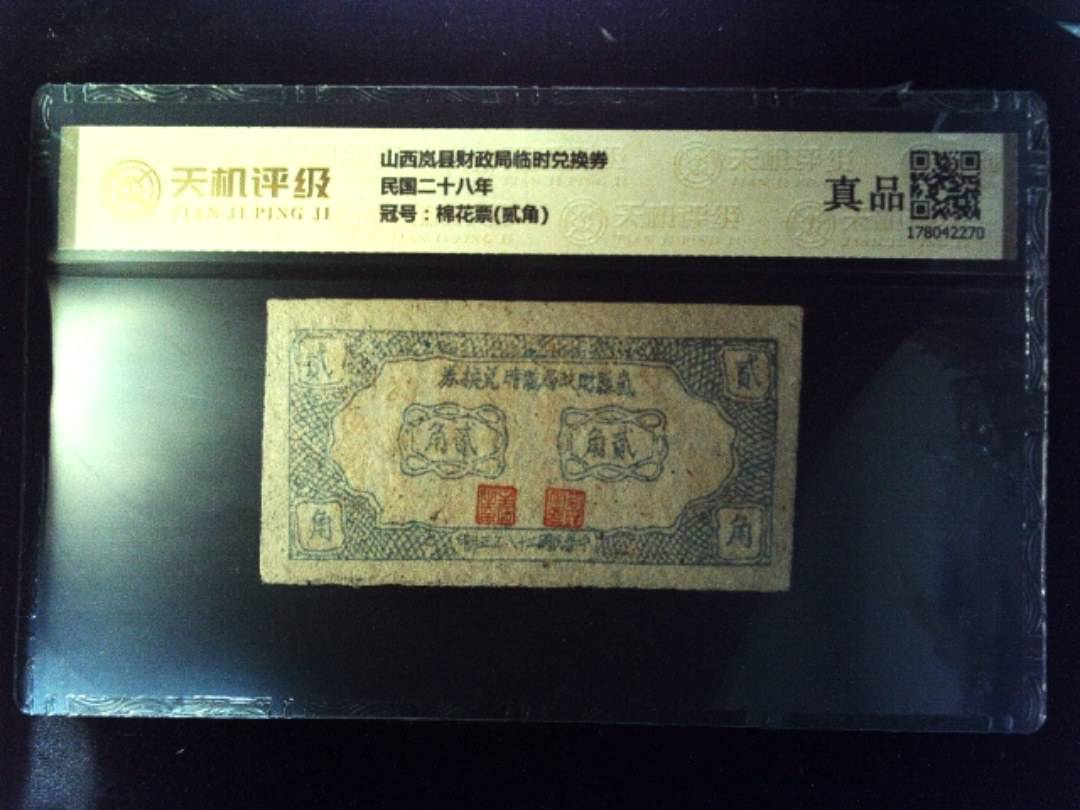 天机评级
TIAN JI PING JI
山西岚县财政局临时兑换券
民国二十八年
冠号：棉花票(贰角)
真品
178042270
貳
貳
嵐縣財政局臨時兌換券
貳角
貳角
角
角